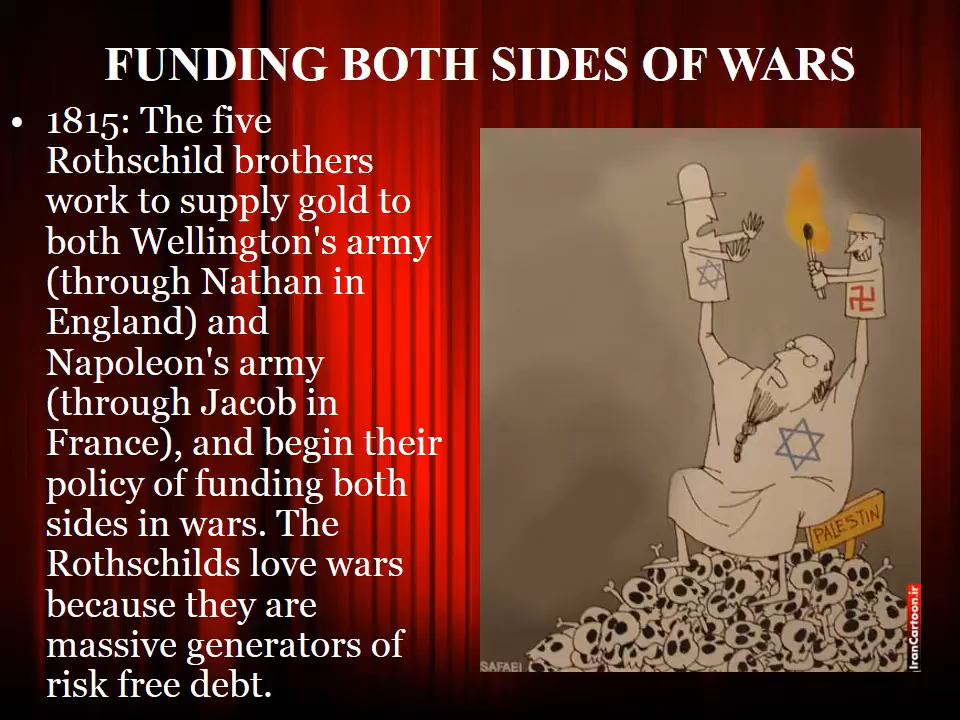 FUNDING BOTH SIDES OF WARS
• 1815: The five
Rothschild brothers
work to supply gold to
both Wellington's army
(through Nathan in
England) and
Napoleon's army
(through Jacob in
France), and begin their
policy of funding both
sides in wars. The
Rothschilds love wars
because they are
massive generators of
risk free debt.
PALESTIN
IranCartoon.ir
SAFAEI